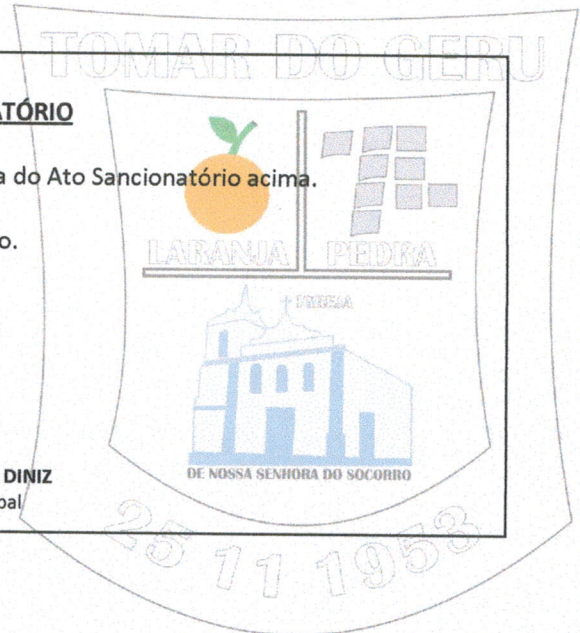 TOMAR DO GERU
ATÓRIO
a do Ato Sancionatório acima.
o.
LARANJA PEDRA
IGREJA
DE NOSSA SENHORA DO SOCORRO
DINIZ
pal
25 11 1953